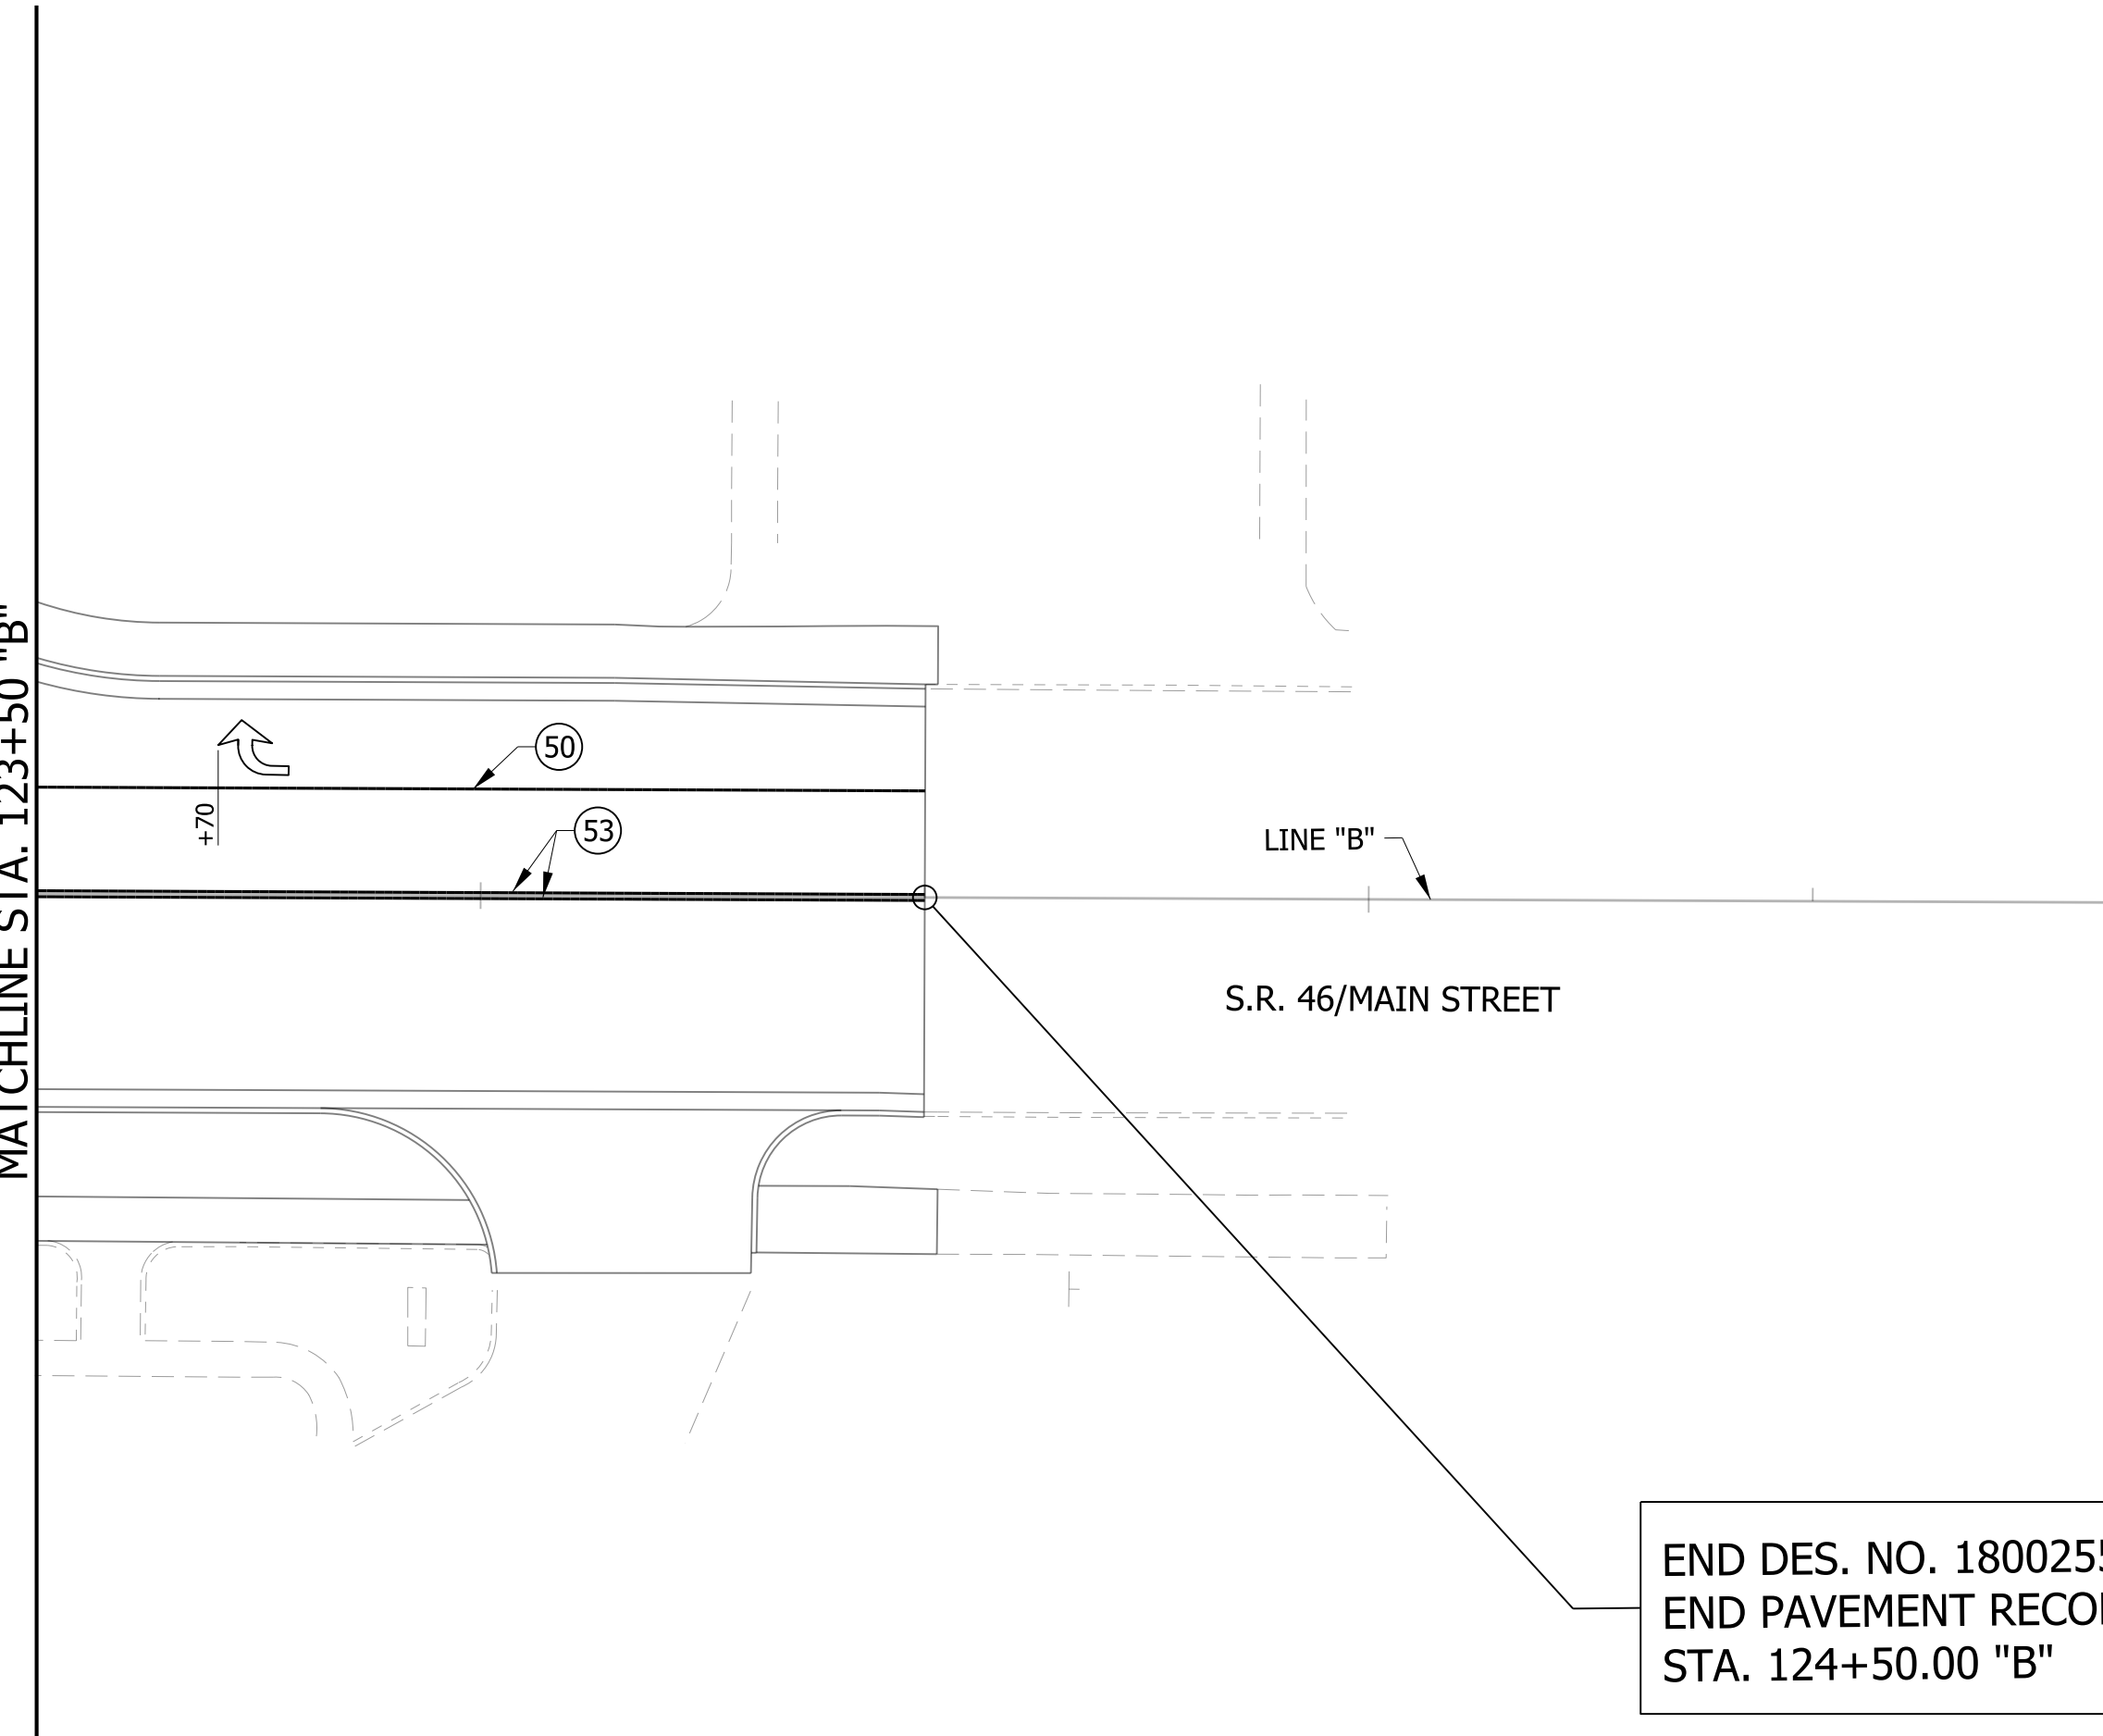 MATCHLINE STA. 123+50 "B"
50
+70
53
LINE "B"
S.R. 46/MAIN STREET
END DES. NO. 180025
END PAVEMENT
STA. 124+50.00 "B"